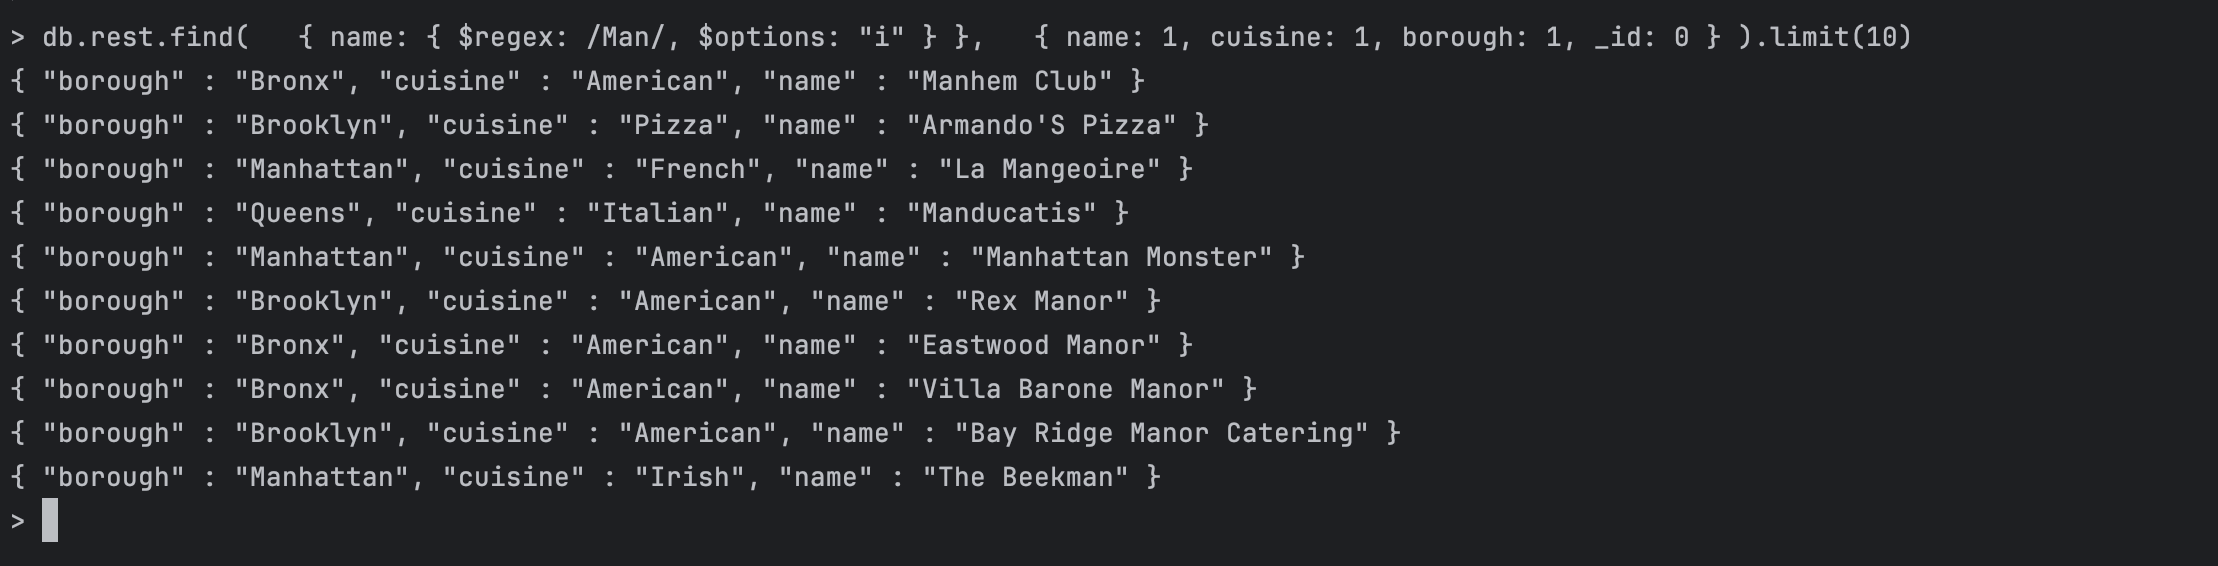 > db.rest.find(   { name: { $regex: /Man/, $options: "i" } },   { name: 1, cuisine: 1, borough: 1, _id: 0 } ).limit(10)
{ "borough" : "Bronx", "cuisine" : "American", "name" : "Manhem Club" }
{ "borough" : "Brooklyn", "cuisine" : "Pizza", "name" : "Armando'S Pizza" }
{ "borough" : "Manhattan", "cuisine" : "French", "name" : "La Mangeoire" }
{ "borough" : "Queens", "cuisine" : "Italian", "name" : "Manducatis" }
{ "borough" : "Manhattan", "cuisine" : "American", "name" : "Manhattan Monster" }
{ "borough" : "Brooklyn", "cuisine" : "American", "name" : "Rex Manor" }
{ "borough" : "Bronx", "cuisine" : "American", "name" : "Eastwood Manor" }
{ "borough" : "Bronx", "cuisine" : "American", "name" : "Villa Barone Manor" }
{ "borough" : "Brooklyn", "cuisine" : "American", "name" : "Bay Ridge Manor Catering" }
{ "borough" : "Manhattan", "cuisine" : "Irish", "name" : "The Beekman" }
>